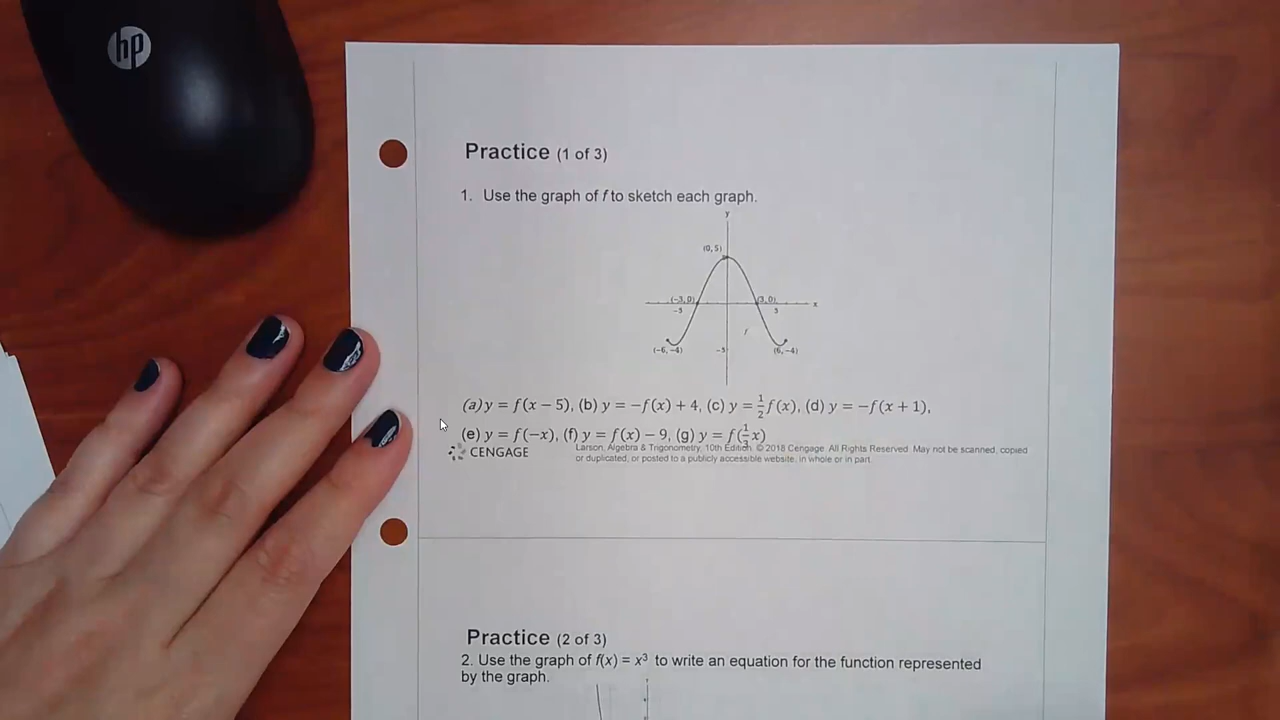 hp
Practice (1 of 3)
1. Use the graph of f to sketch each graph.
y
(0, 5)
(-3, 0)
(3, 0)
x
-5
5
f
(-6, -4)
-5
(6, -4)
(a)y = f(x − 5), (b) y = −f(x) + 4, (c) y = 1/2 f(x), (d) y = −f(x + 1),
(e) y = f(−x), (f) y = f(x) − 9, (g) y = f(1/3 x)
CENGAGE
Larson, Algebra & Trigonometry, 10th Edition. © 2018 Cengage. All Rights Reserved. May not be scanned, copied
or duplicated, or posted to a publicly accessible website, in whole or in part.
Practice (2 of 3)
2. Use the graph of f(x) = x³ to write an equation for the function represented
by the graph.